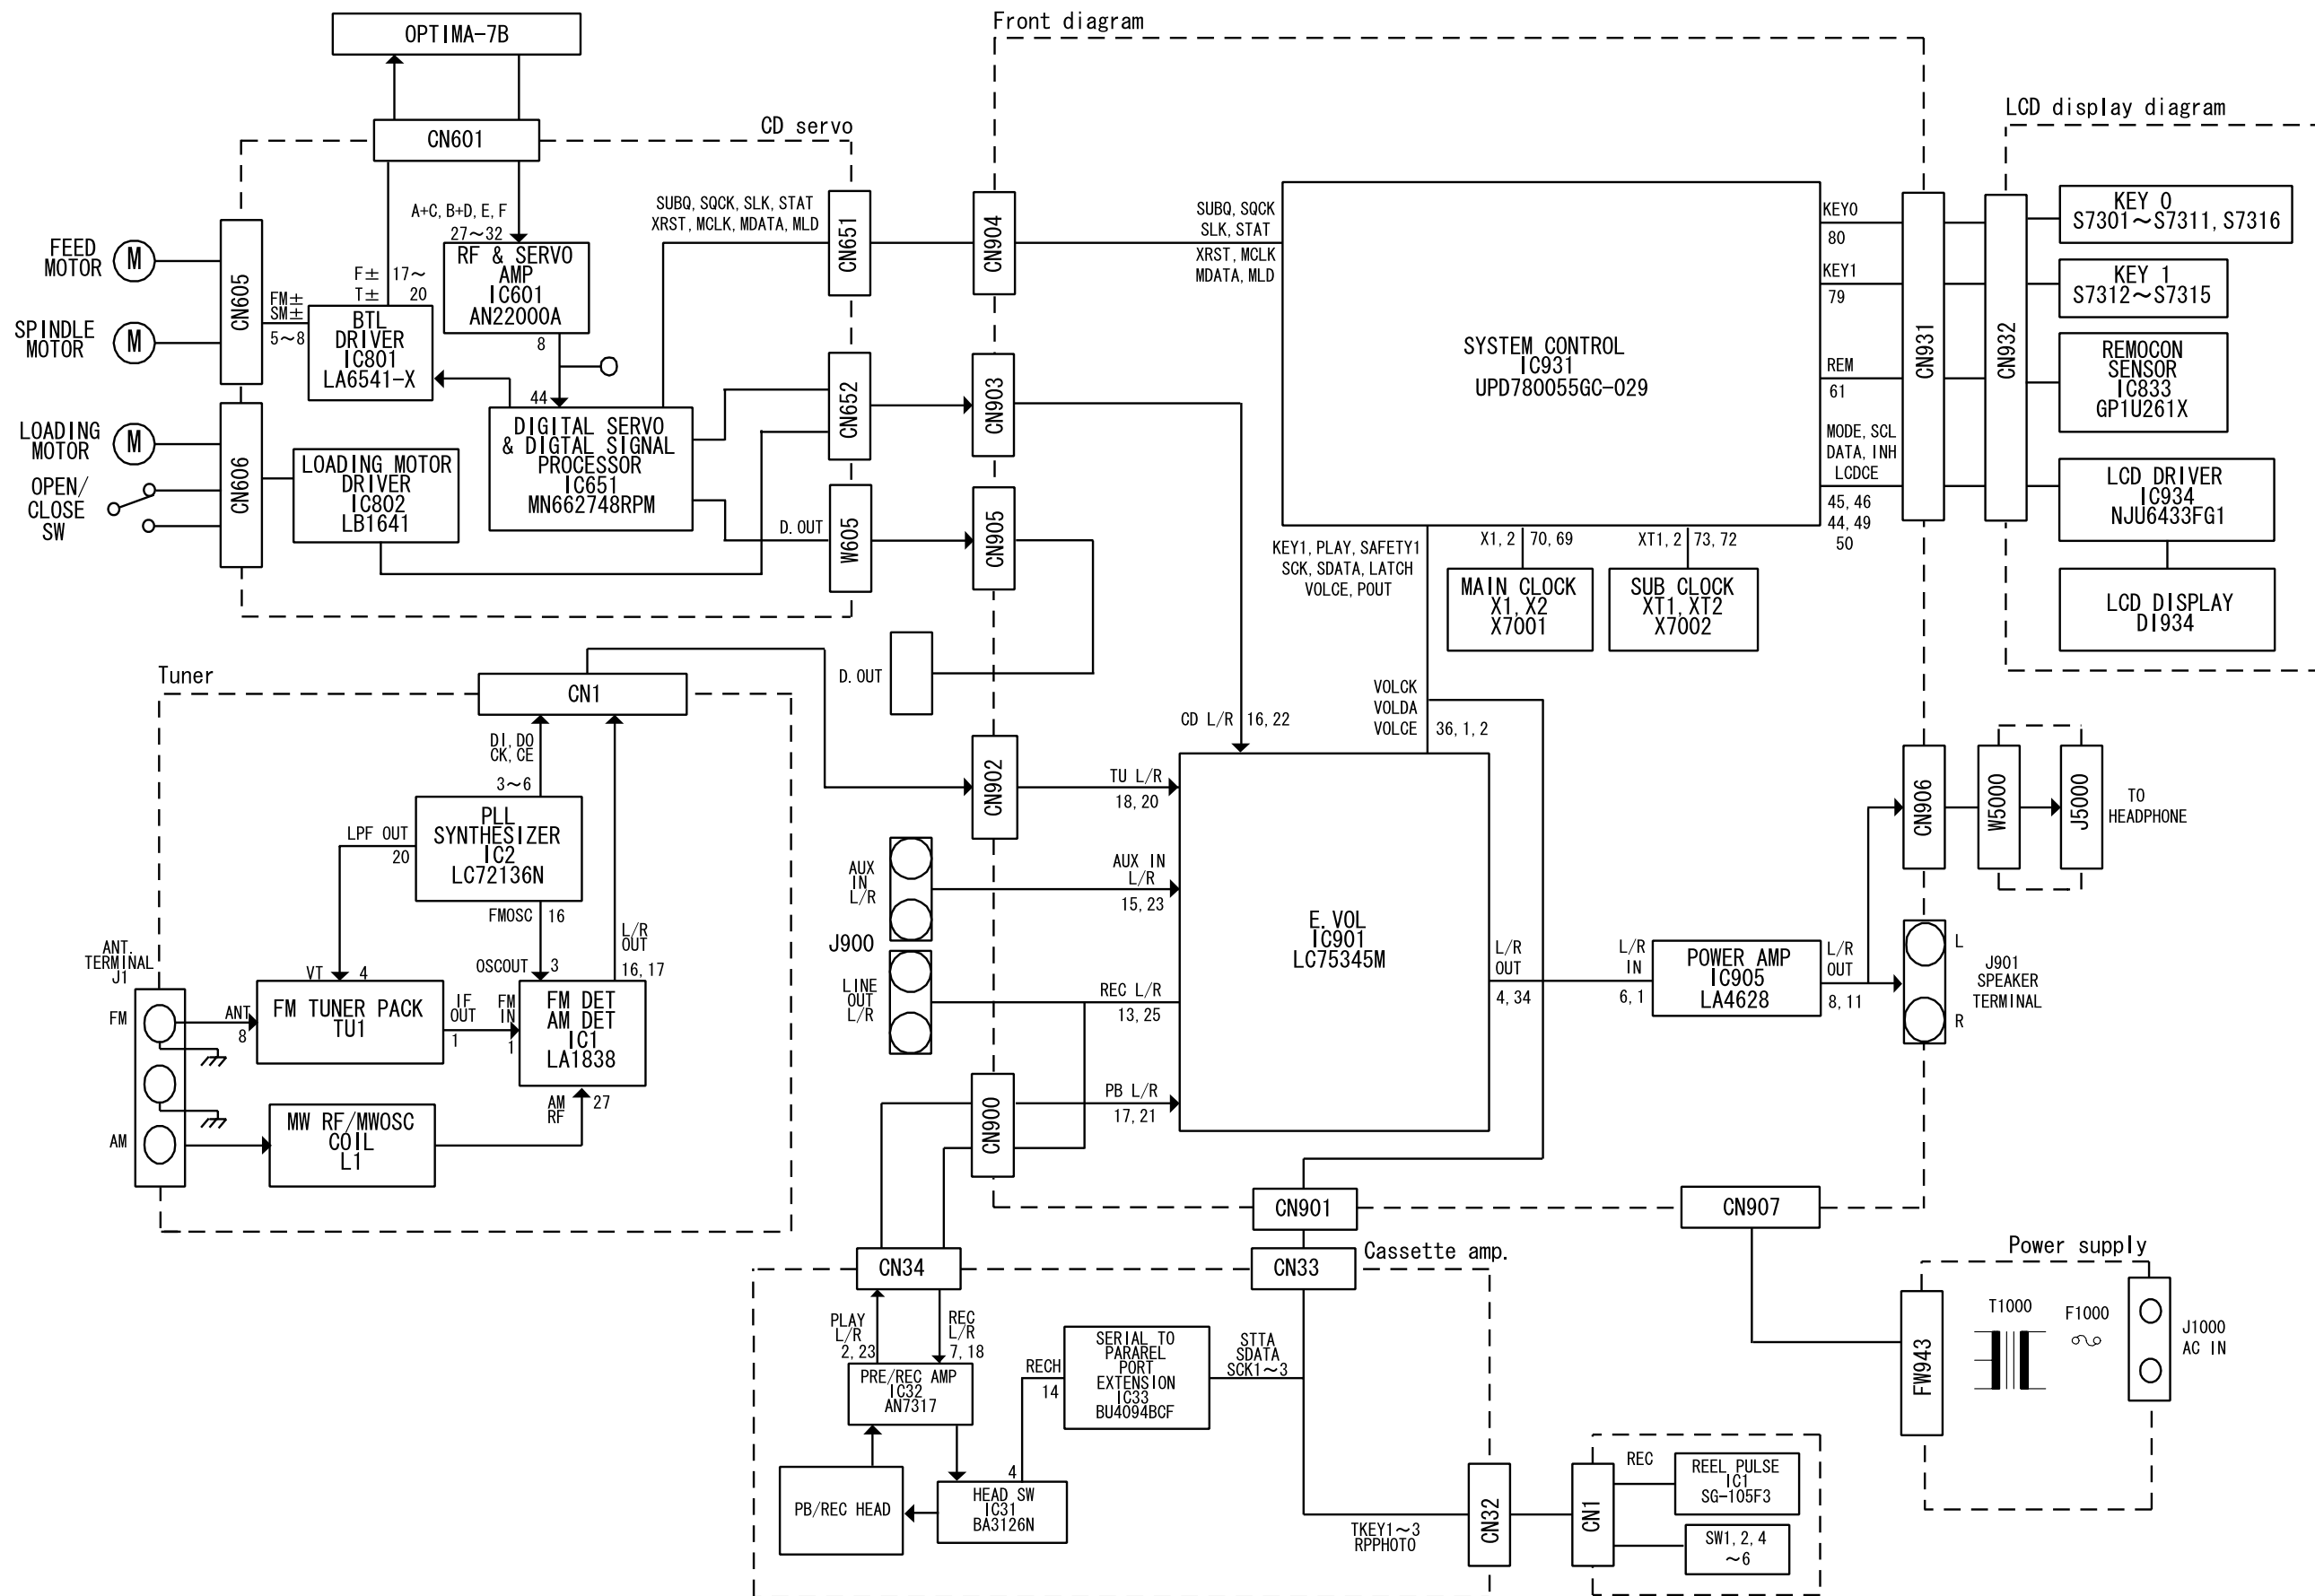 OPTIMA-7B
CN601
CD servo
A+C, B+D, E, F
27～32
RF & SERVO
AMP
IC601
AN22000A
8
FEED
MOTOR
M
SPINDLE
MOTOR
M
LOADING
MOTOR
M
OPEN/
CLOSE
SW
CN605
CN606
FM±
SM±
5～8
F±
T±
17～
20
BTL
DRIVER
IC801
LA6541-X
LOADING MOTOR
DRIVER
IC802
LB1641
44
DIGITAL SERVO
& DIGTAL SIGNAL
PROCESSOR
IC651
MN662748RPM
SUBQ, SQCK, SLK, STAT
XRST, MCLK, MDATA, MLD
D. OUT
CN651
CN652
W605
Front diagram
CN904
CN903
CN905
SUBQ, SQCK
SLK, STAT
XRST, MCLK
MDATA, MLD
SYSTEM CONTROL
IC931
UPD780055GC-029
KEY0
80
KEY1
79
REM
61
MODE, SCL
DATA, INH
LCDCE
45, 46
44, 49
50
CN931
LCD display diagram
CN932
KEY 0
S7301～S7311, S7316
KEY 1
S7312～S7315
REMOCON
SENSOR
IC833
GP1U261X
LCD DRIVER
IC934
NJU6433FG1
LCD DISPLAY
DI934
KEY1, PLAY, SAFETY1
SCK, SDATA, LATCH
VOLCE, POUT
X1, 2
70, 69
XT1, 2
73, 72
MAIN CLOCK
X1, X2
X7001
SUB CLOCK
XT1, XT2
X7002
D. OUT
VOLCK
VOLDA
VOLCE
36, 1, 2
CD L/R
16, 22
Tuner
CN1
DI, DO
CK, CE
3～6
PLL
SYNTHESIZER
IC2
LC72136N
LPF OUT
20
FMOSC
16
L/R
OUT
16, 17
OSCOUT
3
VT
4
ANT.
TERMINAL
J1
FM
AM
ANT
8
FM TUNER PACK
TU1
IF
OUT
1
FM
IN
1
FM DET
AM DET
IC1
LA1838
AM
RF
27
MW RF/MWOSC
COIL
L1
CN902
TU L/R
18, 20
AUX
IN
L/R
AUX IN
L/R
15, 23
J900
LINE
OUT
L/R
REC L/R
13, 25
CN900
PB L/R
17, 21
E. VOL
IC901
LC75345M
L/R
OUT
4, 34
L/R
IN
6, 1
POWER AMP
IC905
LA4628
L/R
OUT
8, 11
CN906
W5000
J5000
TO
HEADPHONE
L
R
J901
SPEAKER
TERMINAL
CN901
CN907
CN34
CN33
Cassette amp.
PLAY
L/R
2, 23
REC
L/R
7, 18
PRE/REC AMP
IC32
AN7317
PB/REC HEAD
4
HEAD SW
IC31
BA3126N
RECH
14
SERIAL TO
PARAREL
PORT
EXTENSION
IC33
BU4094BCF
STTA
SDATA
SCK1～3
TKEY1～3
RPPHOTO
CN32
CN1
REC
REEL PULSE
IC1
SG-105F3
SW1, 2, 4
～6
Power supply
FW943
T1000
F1000
J1000
AC IN